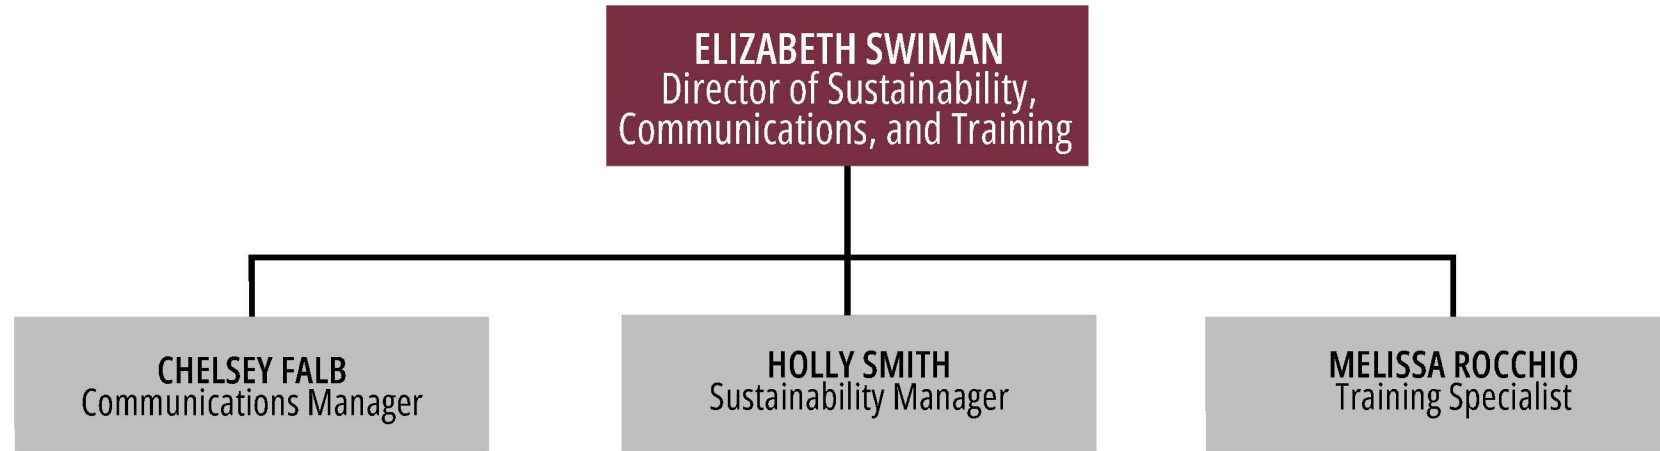 ELIZABETH SWIMAN
Director of Sustainability,
Communications, and Training
CHELSEY FALB
Communications Manager
HOLLY SMITH
Sustainability Manager
MELISSA ROCCHIO
Training Specialist